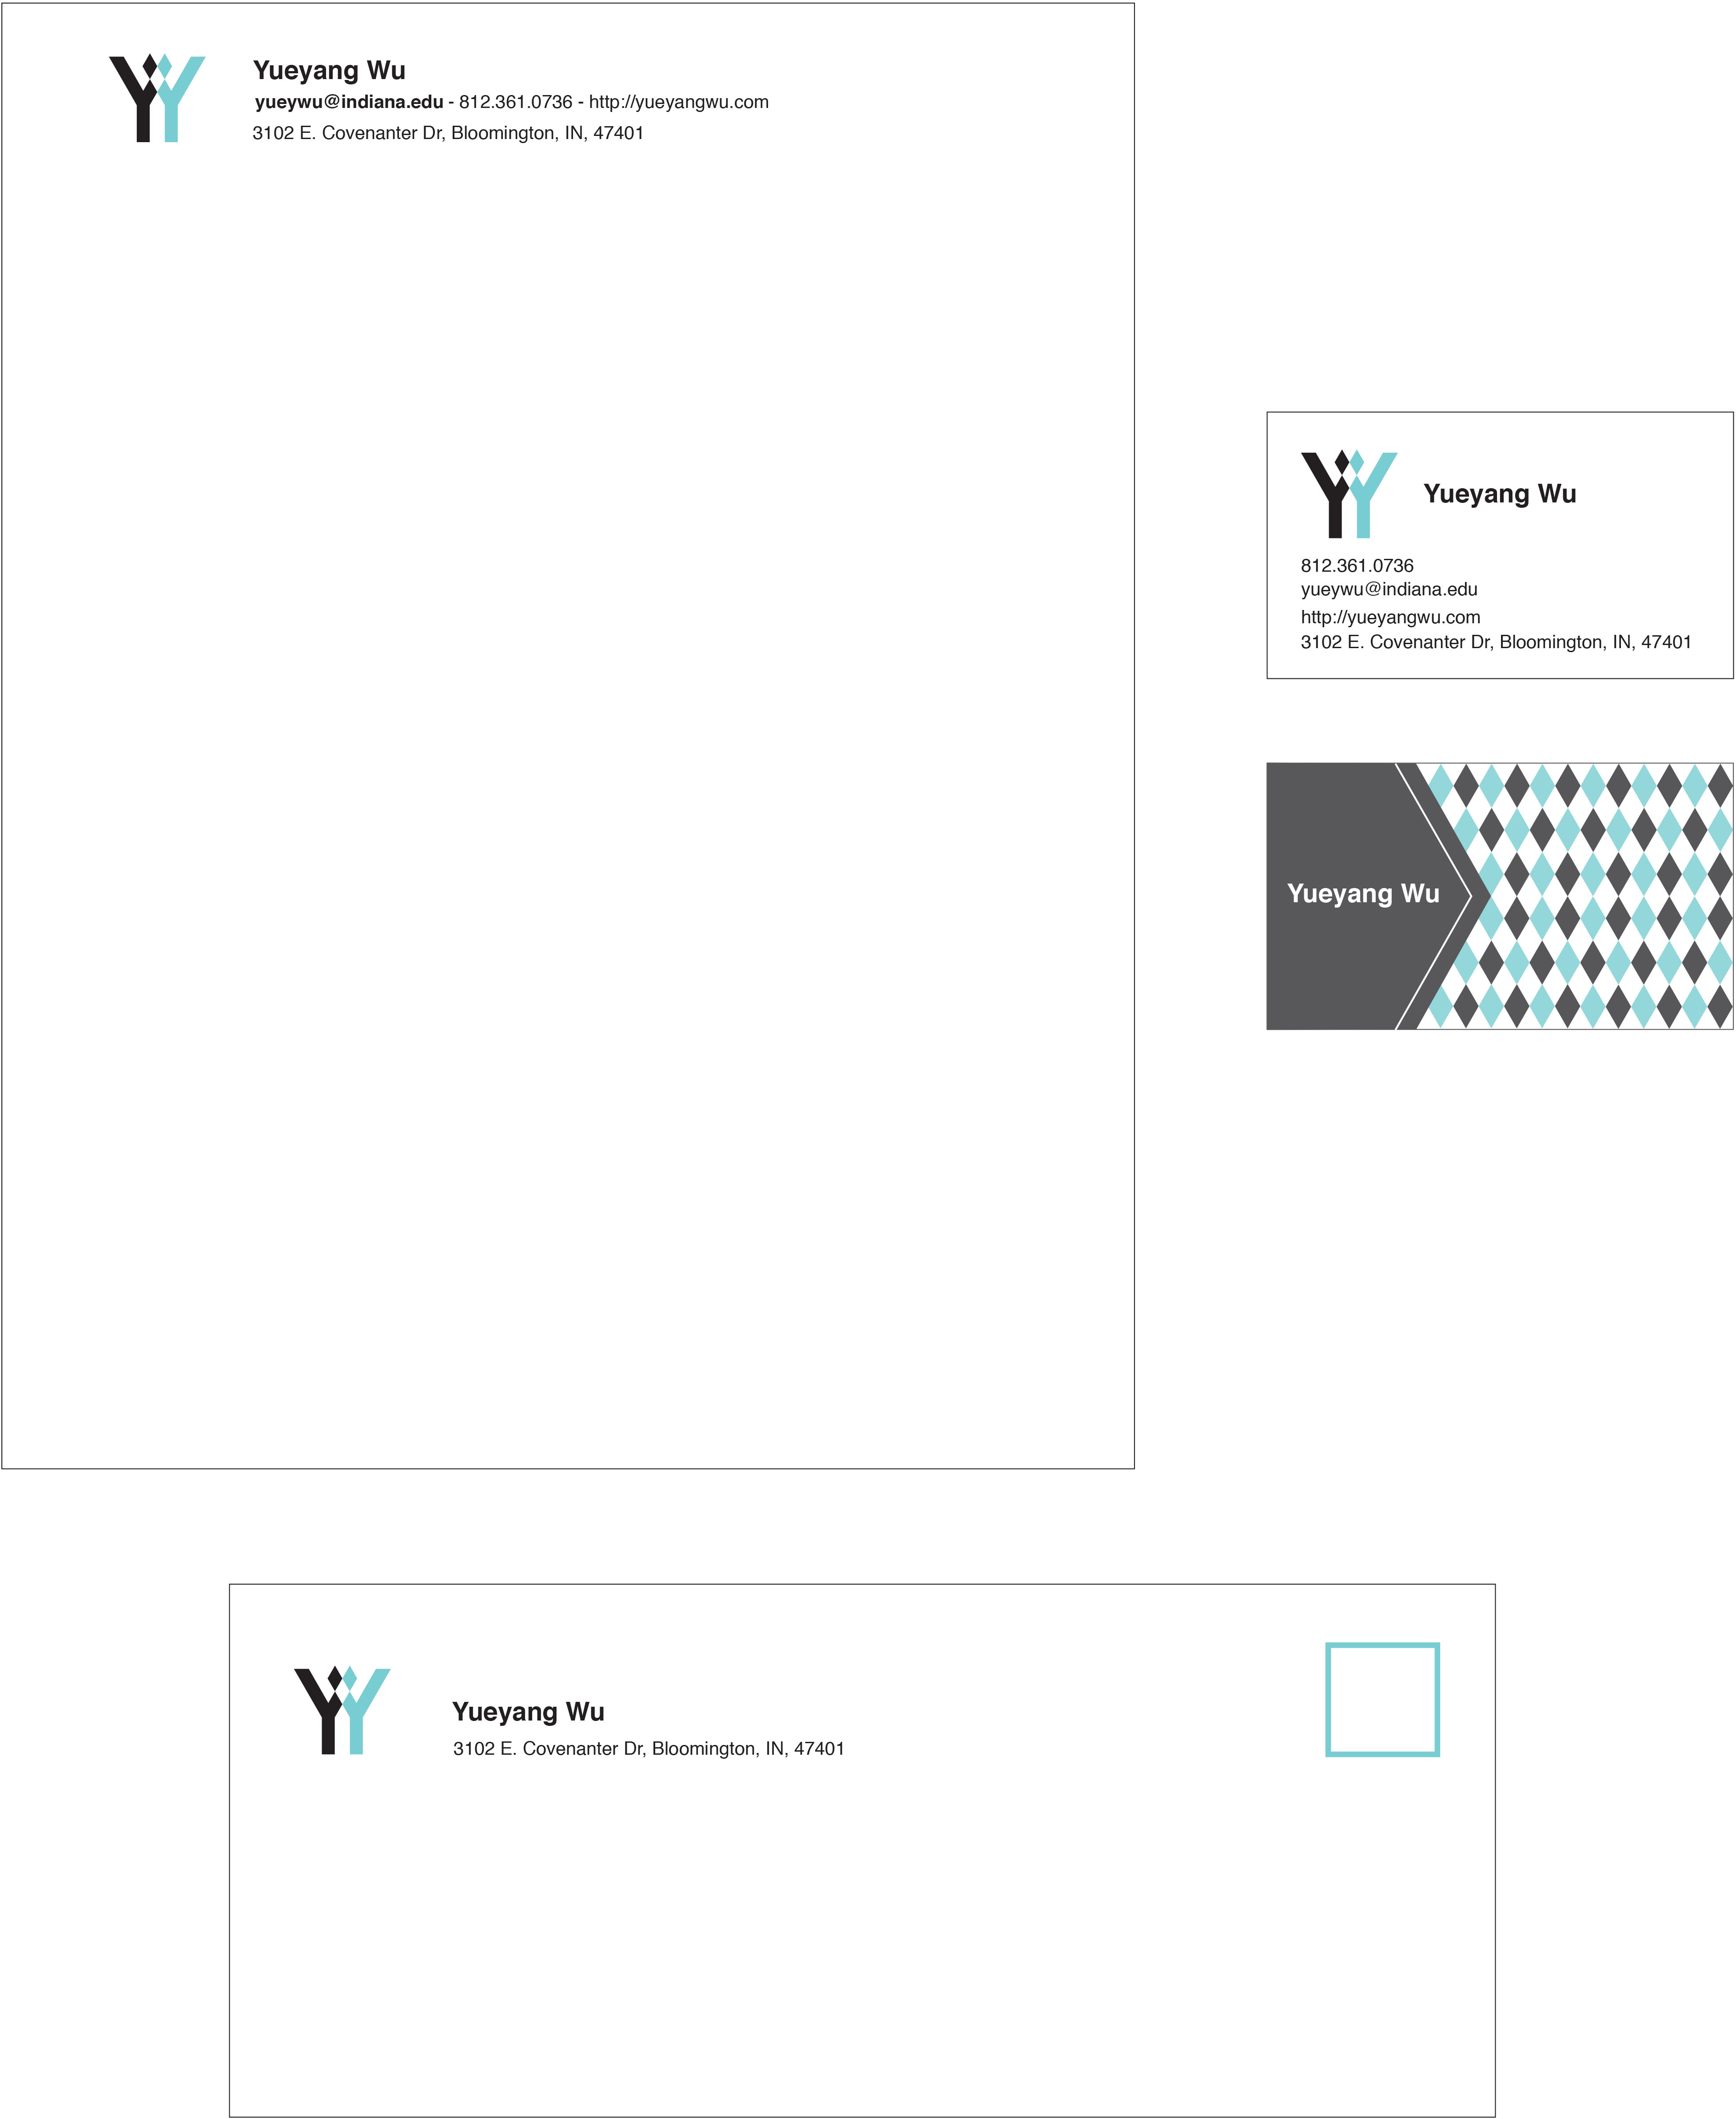 Yueyang Wu
yueywu@indiana.edu - 812.361.0736 - http://yueyangwu.com
3102 E. Covenanter Dr, Bloomington, IN, 47401
YY
Yueyang Wu
812.361.0736
yueywu@indiana.edu
http://yueyangwu.com
3102 E. Covenanter Dr, Bloomington, IN, 47401
Yueyang Wu
YY
Yueyang Wu
3102 E. Covenanter Dr, Bloomington, IN, 47401